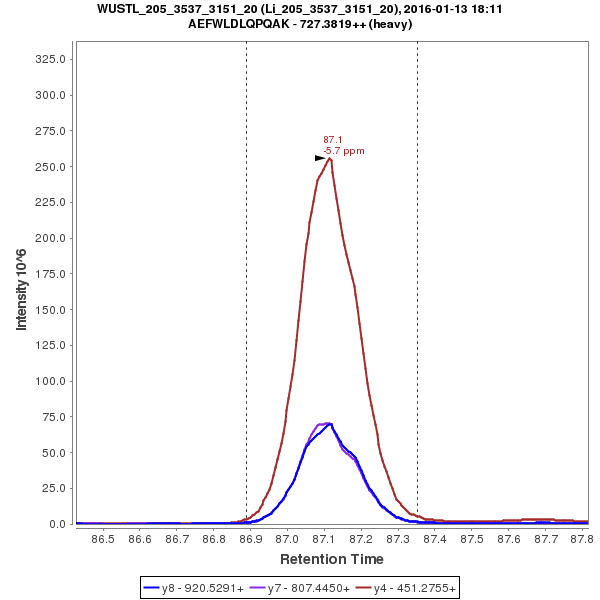 WUSTL_205_3537_3151_20 (Li_205_3537_3151_20), 2016-01-13 18:11
AEFWLDLQPQAK - 727.3819++ (heavy)
Intensity 10^6
325.0
300.0
275.0
250.0
225.0
200.0
175.0
150.0
125.0
100.0
75.0
50.0
25.0
0.0
87.1
-5.7 ppm
86.5 86.6 86.7 86.8 86.9 87.0 87.1 87.2 87.3 87.4 87.5 87.6 87.7 87.8
Retention Time
y8 - 920.5291+ y7 - 807.4450+ y4 - 451.2755+